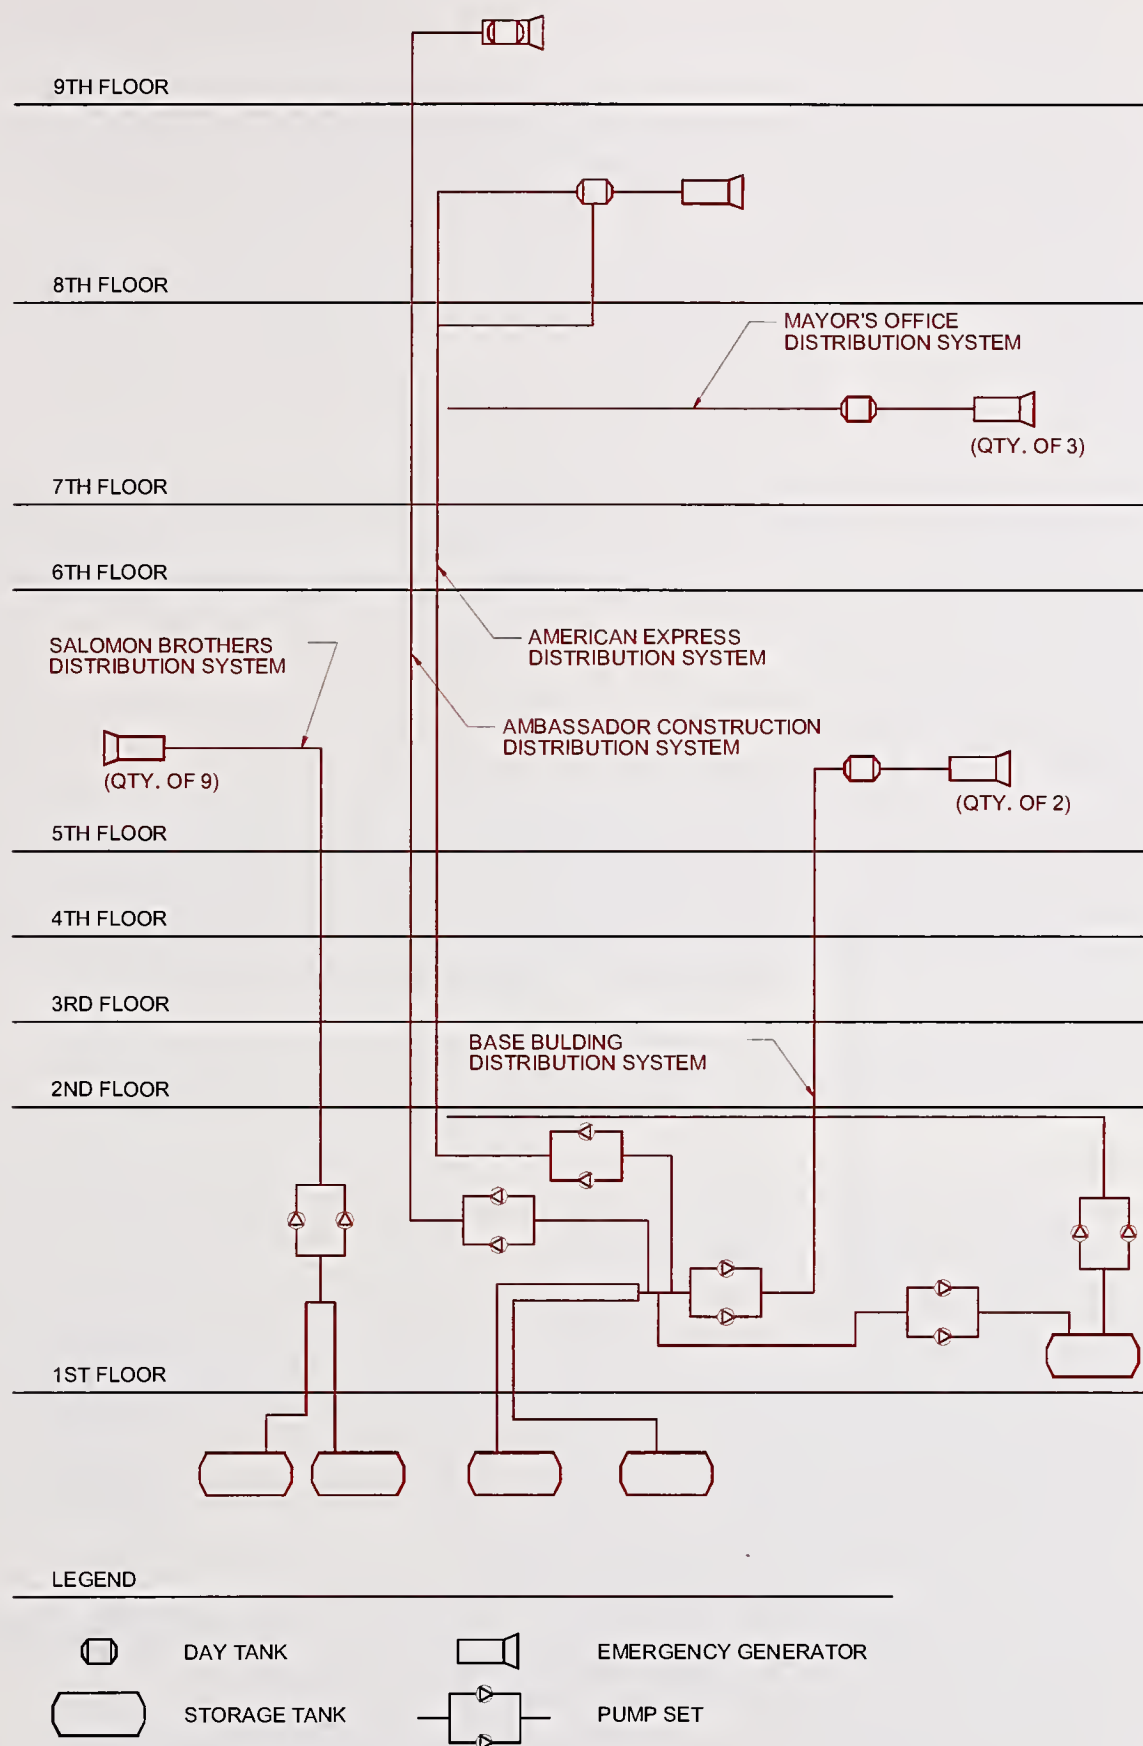 9TH FLOOR
8TH FLOOR
MAYOR'S OFFICE
DISTRIBUTION SYSTEM
(QTY. OF 3)
7TH FLOOR
6TH FLOOR
SALOMON BROTHERS
DISTRIBUTION SYSTEM
AMERICAN EXPRESS
DISTRIBUTION SYSTEM
AMBASSADOR CONSTRUCTION
DISTRIBUTION SYSTEM
(QTY. OF 9)
(QTY. OF 2)
5TH FLOOR
4TH FLOOR
3RD FLOOR
BASE BULDING
DISTRIBUTION SYSTEM
2ND FLOOR
1ST FLOOR
LEGEND
DAY TANK
EMERGENCY GENERATOR
STORAGE TANK
PUMP SET